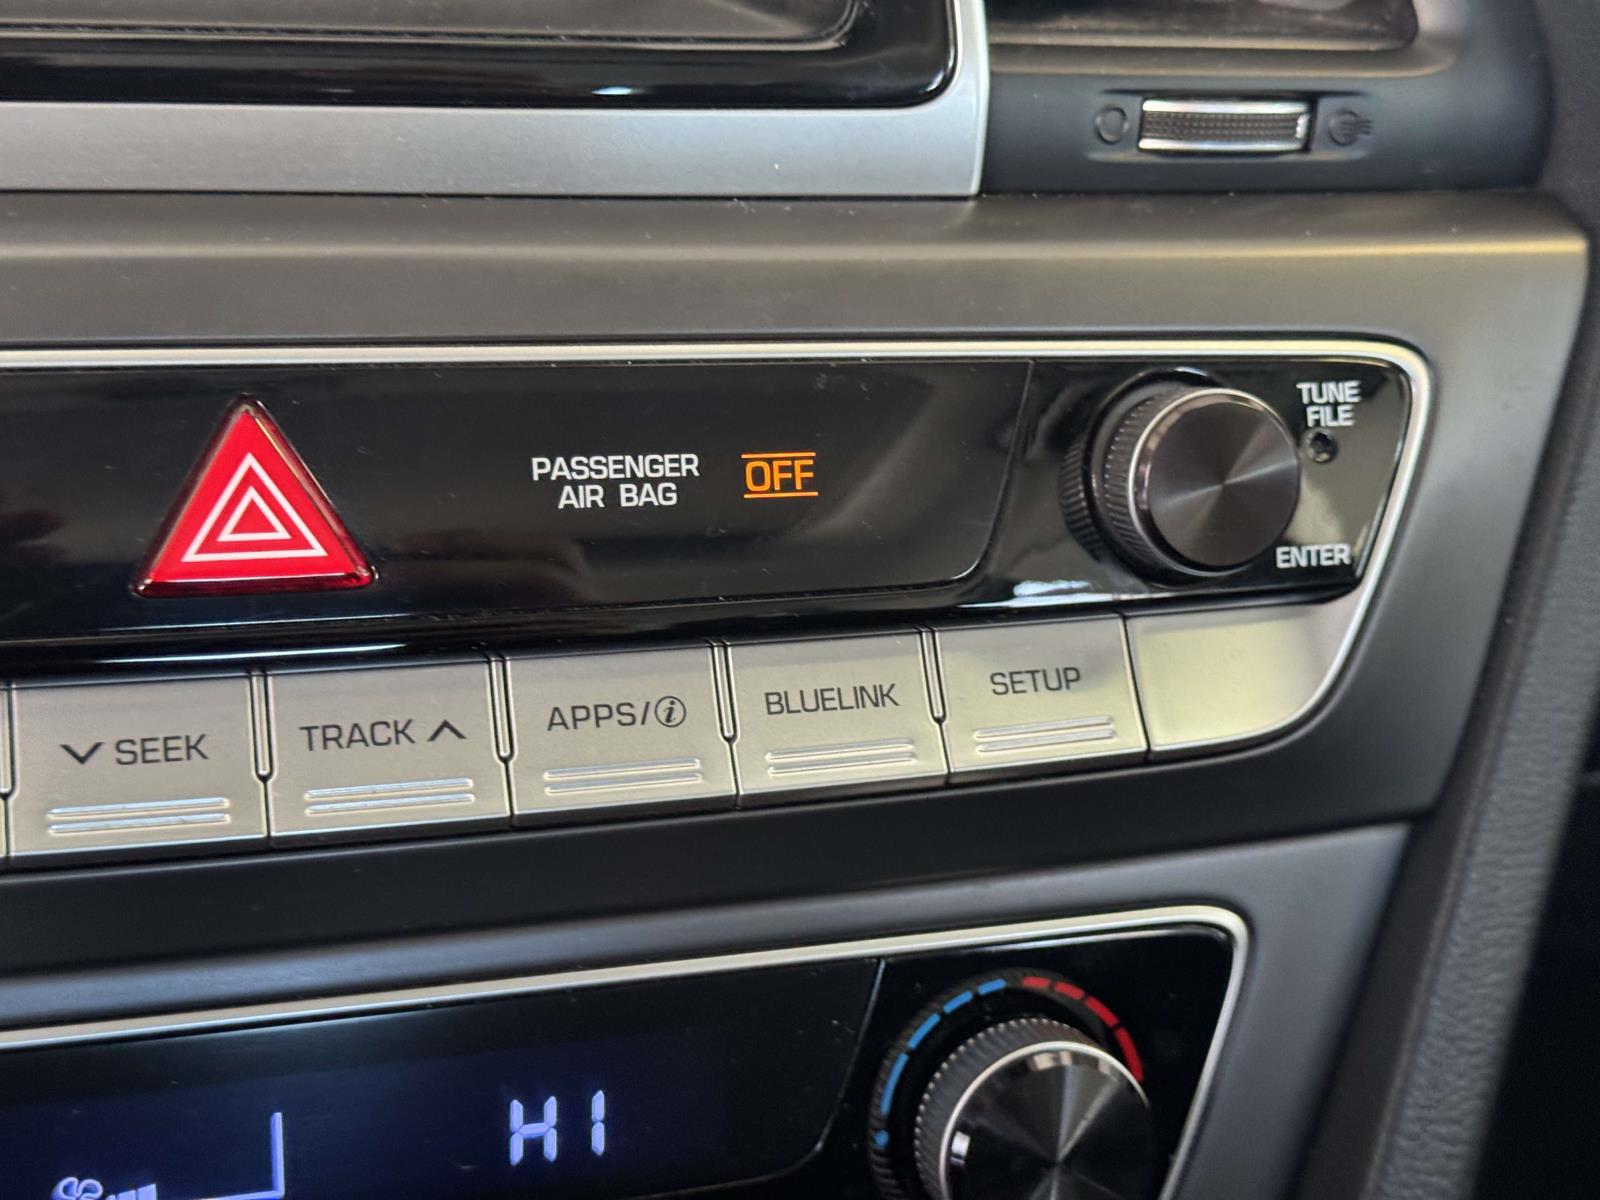 TUNE
FILE
PASSENGER
AIR BAG
OFF
ENTER
SEEK
TRACK
APPS/i
BLUELINK
SETUP
HI